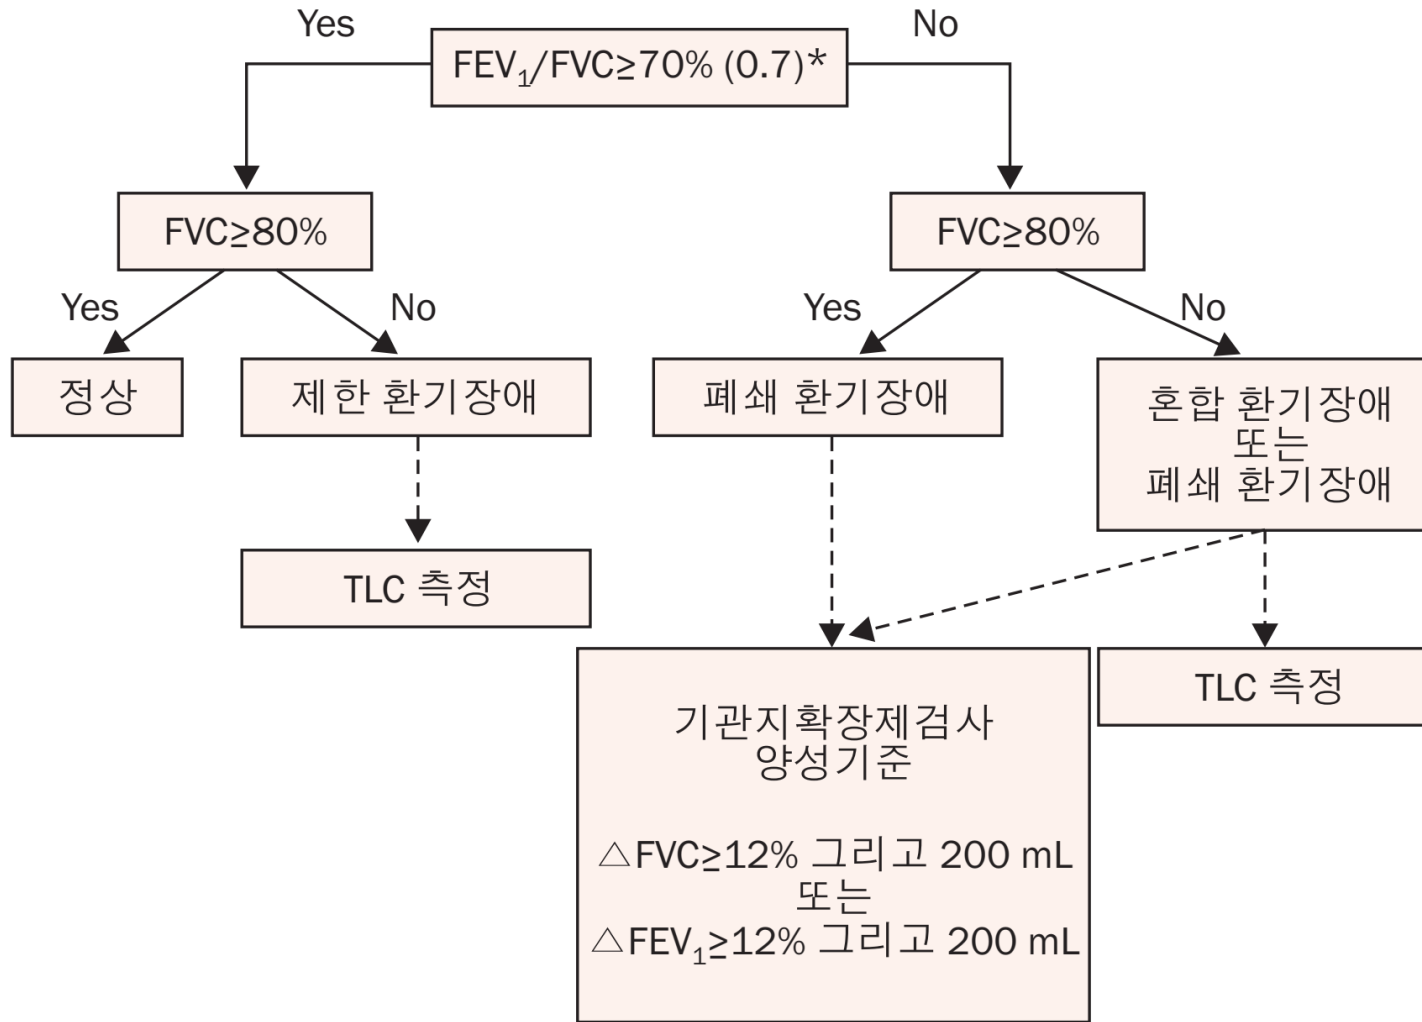 Yes
FEV₁/FVC≥70% (0.7)*
No
FVC≥80%
FVC≥80%
Yes
No
Yes
No
정상
제한 환기장애
폐쇄 환기장애
혼합 환기장애
또는
폐쇄 환기장애
TLC 측정
TLC 측정
기관지확장제검사
양성기준
△FVC≥12% 그리고 200 mL
또는
△FEV₁≥12% 그리고 200 mL